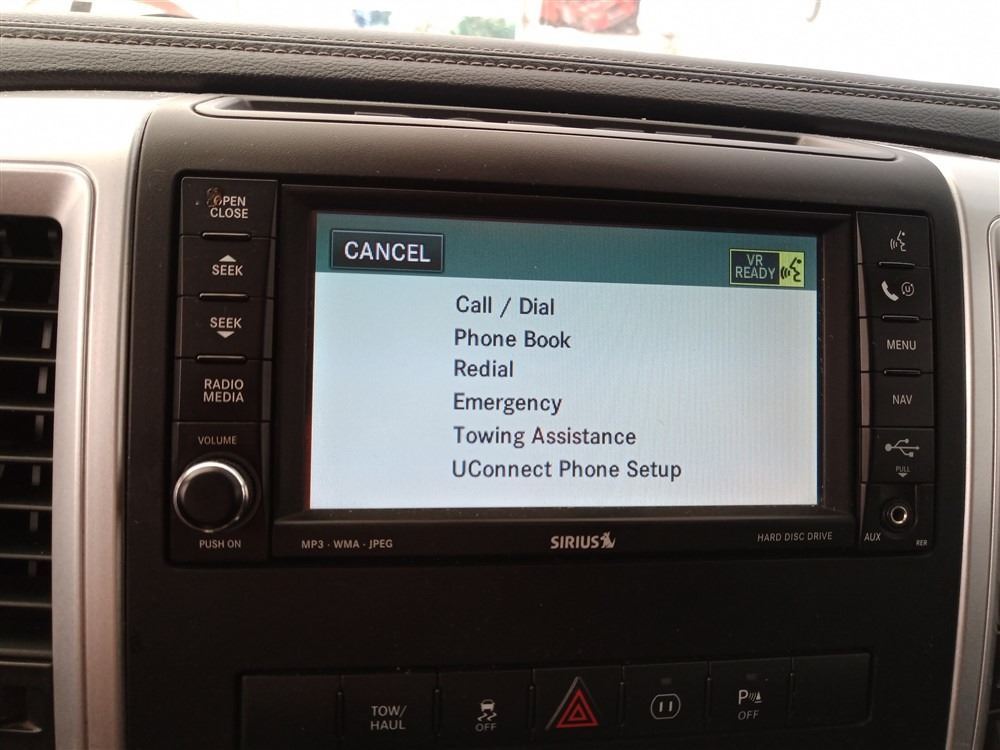 OPEN
CLOSE
SEEK
SEEK
RADIO
MEDIA
VOLUME
PUSH ON
CANCEL
VR
READY
Call / Dial
Phone Book
Redial
Emergency
Towing Assistance
UConnect Phone Setup
MP3 · WMA · JPEG
SIRIUS
HARD DISC DRIVE
MENU
NAV
PULL
AUX
RER
TOW/
HAUL
OFF
P
OFF